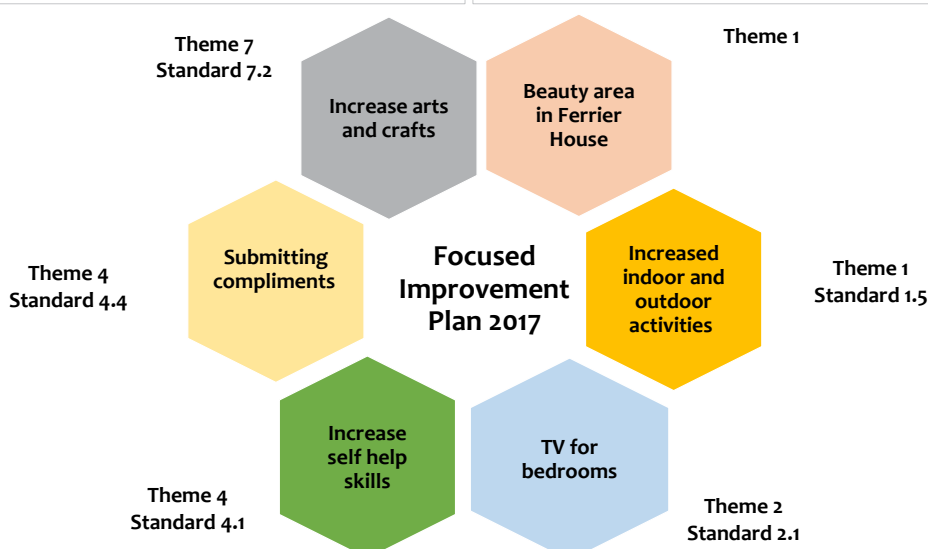 Theme 7
Standard 7.2
Increase arts
and crafts
Beauty area
in Ferrier
House
Theme 1
Theme 4
Standard 4.4
Submitting
compliments
Focused
Improvement
Plan 2017
Increased
indoor and
outdoor
activities
Theme 1
Standard 1.5
Theme 4
Standard 4.1
Increase
self help
skills
TV for
bedrooms
Theme 2
Standard 2.1